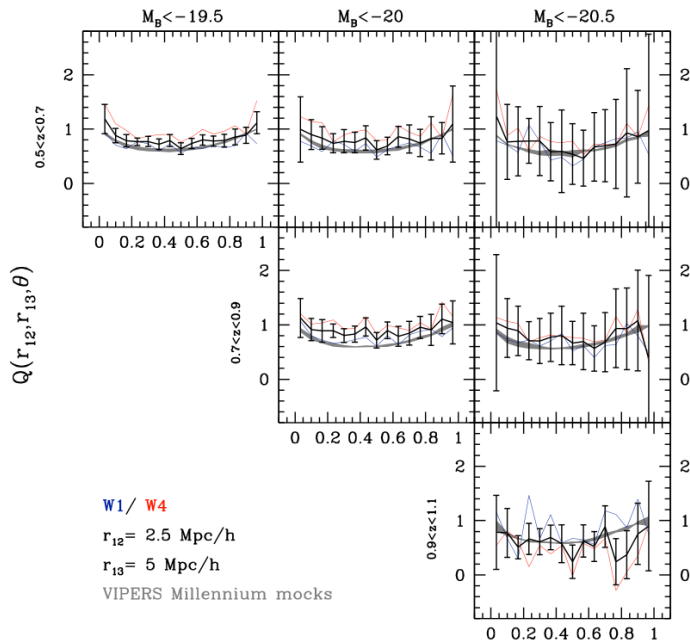 M_B<-19.5 M_B<-20 M_B<-20.5
2
1
0
0.5<z<0.7
2
1
0
0 0.2 0.4 0.6 0.8 1
Q(r_12,r_13,θ)
0.7<z<0.9
2
1
0
2
1
0
0 0.2 0.4 0.6 0.8 1
0.9<z<1.1
2
1
0
0 0.2 0.4 0.6 0.8 1
W1/ W4
r_12= 2.5 Mpc/h
r_13= 5 Mpc/h
VIPERS Millennium mocks